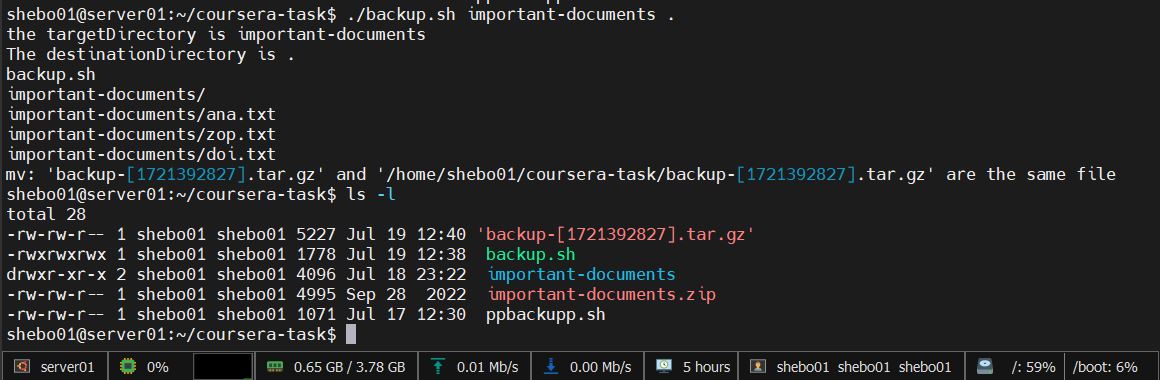 shebo01@server01:~/coursera-task$ ./backup.sh important-documents .
the targetDirectory is important-documents
The destinationDirectory is .
backup.sh
important-documents/
important-documents/ana.txt
important-documents/zop.txt
important-documents/doi.txt
mv: 'backup-[1721392827].tar.gz' and '/home/shebo01/coursera-task/backup-[1721392827].tar.gz' are the same file
shebo01@server01:~/coursera-task$ ls -l
total 28
-rw-rw-r-- 1 shebo01 shebo01 5227 Jul 19 12:40 'backup-[1721392827].tar.gz'
-rwxrwxrwx 1 shebo01 shebo01 1778 Jul 19 12:38  backup.sh
drwxr-xr-x 2 shebo01 shebo01 4096 Jul 18 23:22  important-documents
-rw-rw-r-- 1 shebo01 shebo01 4995 Sep 28  2022  important-documents.zip
-rw-rw-r-- 1 shebo01 shebo01 1071 Jul 17 12:30  ppbackupp.sh
shebo01@server01:~/coursera-task$
server01 0% 0.65 GB / 3.78 GB 0.01 Mb/s 0.00 Mb/s 5 hours shebo01 shebo01 shebo01 /: 59% /boot: 6%